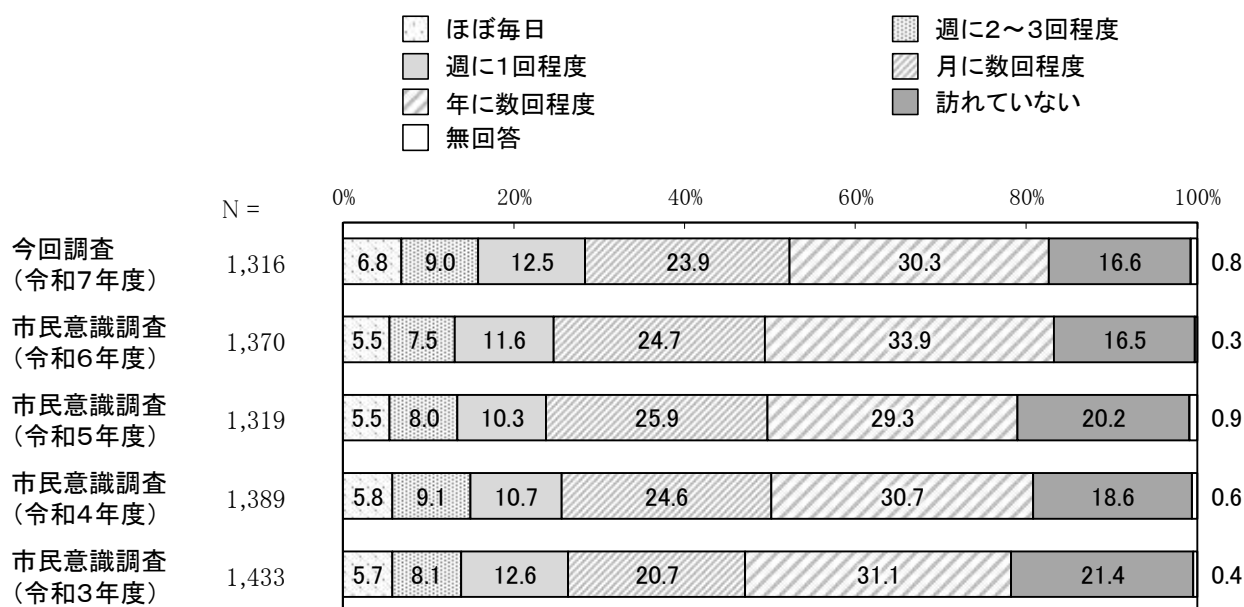 ほぼ毎日
週に2～3回程度
週に1回程度
月に数回程度
年に数回程度
訪れていない
無回答
N =
0%
20%
40%
60%
80%
100%
今回調査
（令和7年度）
1,316
6.8
9.0
12.5
23.9
30.3
16.6
0.8
市民意識調査
（令和6年度）
1,370
5.5
7.5
11.6
24.7
33.9
16.5
0.3
市民意識調査
（令和5年度）
1,319
5.5
8.0
10.3
25.9
29.3
20.2
0.9
市民意識調査
（令和4年度）
1,389
5.8
9.1
10.7
24.6
30.7
18.6
0.6
市民意識調査
（令和3年度）
1,433
5.7
8.1
12.6
20.7
31.1
21.4
0.4